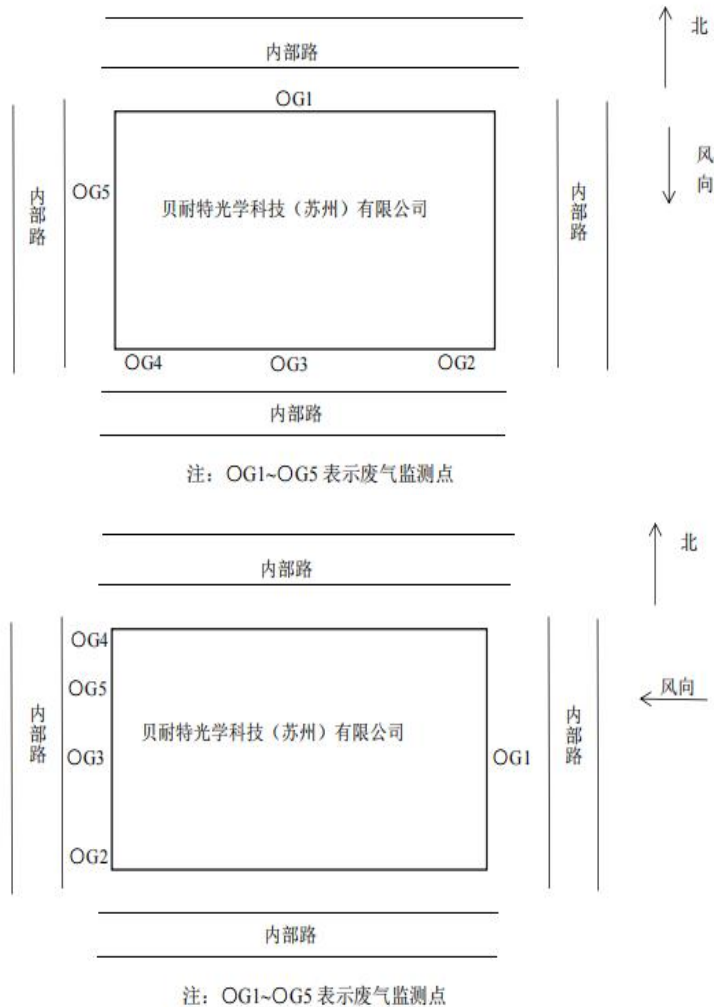 内部路
北
OG1
风向
内部路
OG5
贝耐特光学科技（苏州）有限公司
内部路
OG4
OG3
OG2
内部路
注：OG1~OG5 表示废气监测点
北
内部路
OG4
内部路
OG5
风向
贝耐特光学科技（苏州）有限公司
OG3
OG1
内部路
OG2
内部路
注：OG1~OG5 表示废气监测点